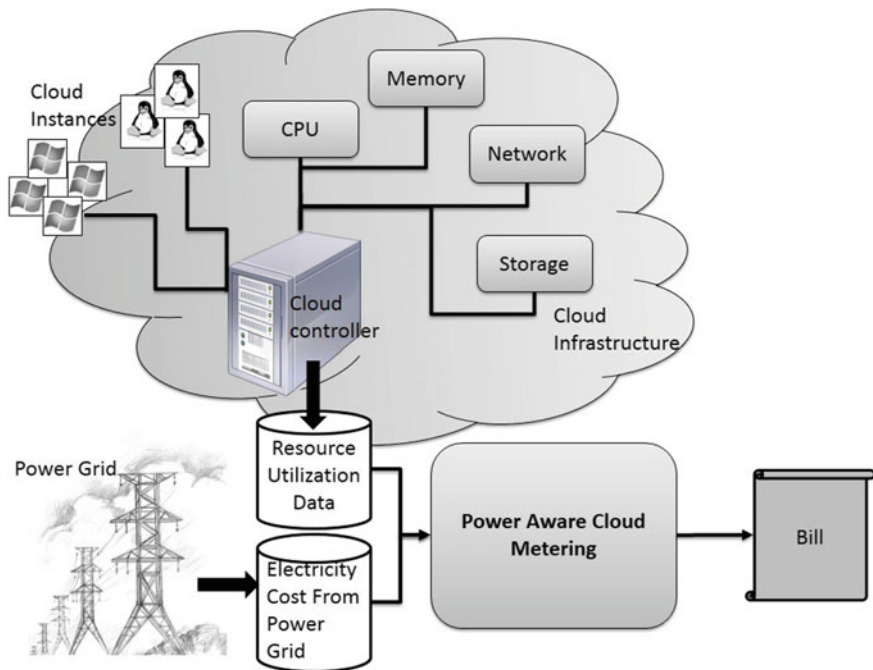 Cloud
Instances
Memory
CPU
Network
Storage
Cloud
controller
Cloud
Infrastructure
Power Grid
Resource
Utilization
Data
Electricity
Cost From
Power
Grid
Power Aware Cloud
Metering
Bill